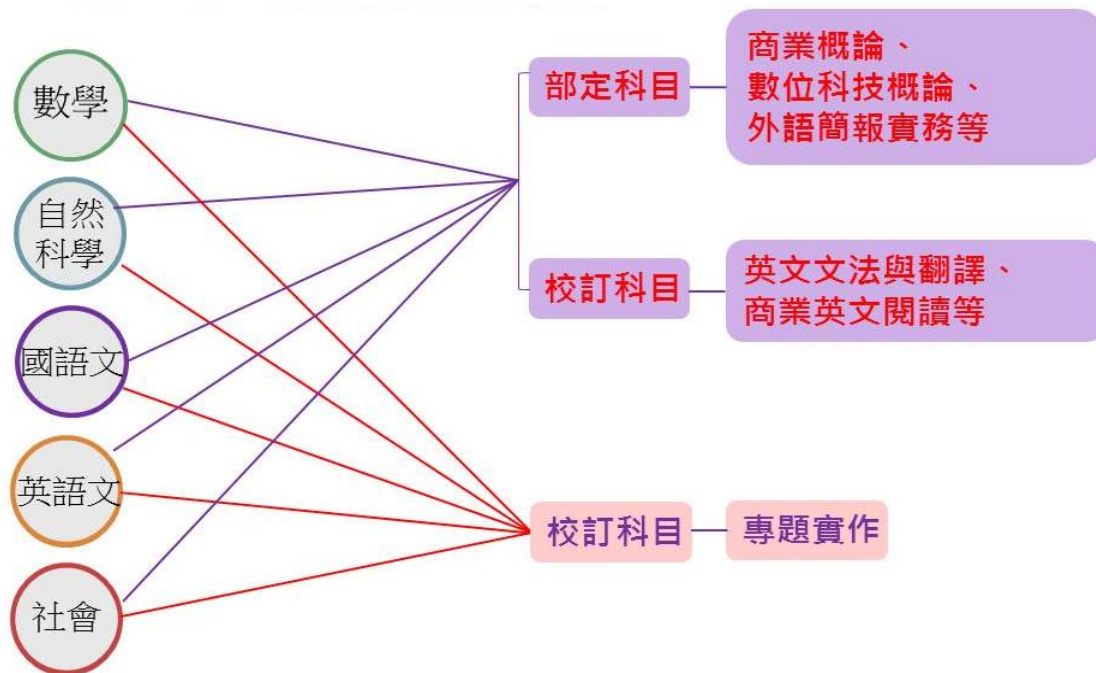 數學
自然
科學
國語文
英語文
社會
部定科目
商業概論、
數位科技概論、
外語簡報實務等
校訂科目
英文文法與翻譯、
商業英文閱讀等
校訂科目
專題實作